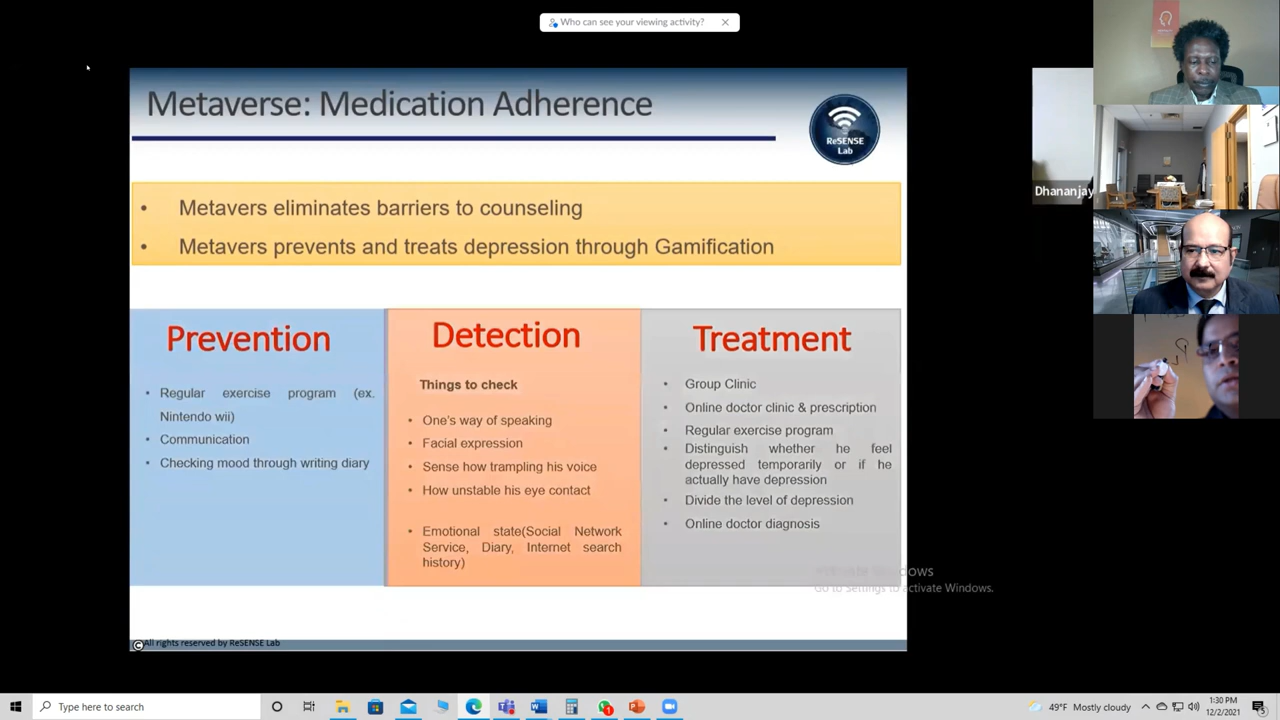 Who can see your viewing activity?
Metaverse: Medication Adherence
ReSENSE
Lab
• Metavers eliminates barriers to counseling
• Metavers prevents and treats depression through Gamification
Prevention
• Regular exercise program (ex.
Nintendo wii)
• Communication
• Checking mood through writing diary
Detection
Things to check
• One's way of speaking
• Facial expression
• Sense how trampling his voice
• How unstable his eye contact
• Emotional state(Social Network
Service, Diary, Internet search
history)
Treatment
• Group Clinic
• Online doctor clinic & prescription
• Regular exercise program
• Distinguish whether he feel
depressed temporarily or if he
actually have depression
• Divide the level of depression
• Online doctor diagnosis
Dhananjay
Activate Windows
Go to Settings to activate Windows.
©All rights reserved by ReSENSE Lab
Type here to search
49°F Mostly cloudy
1:30 PM
12/2/2021